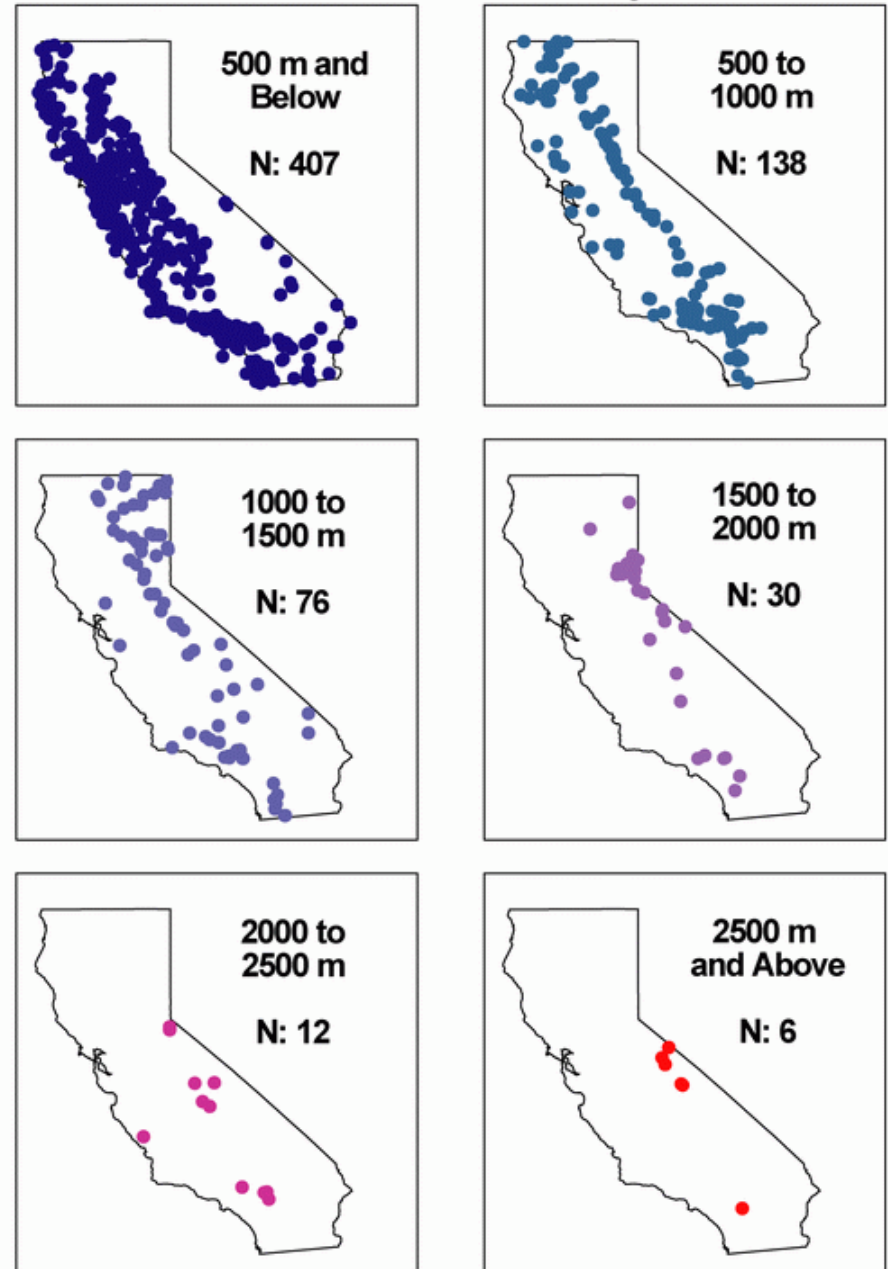 500 m and
Below
N: 407
500 to
1000 m
N: 138
1000 to
1500 m
N: 76
1500 to
2000 m
N: 30
2000 to
2500 m
N: 12
2500 m
and Above
N: 6